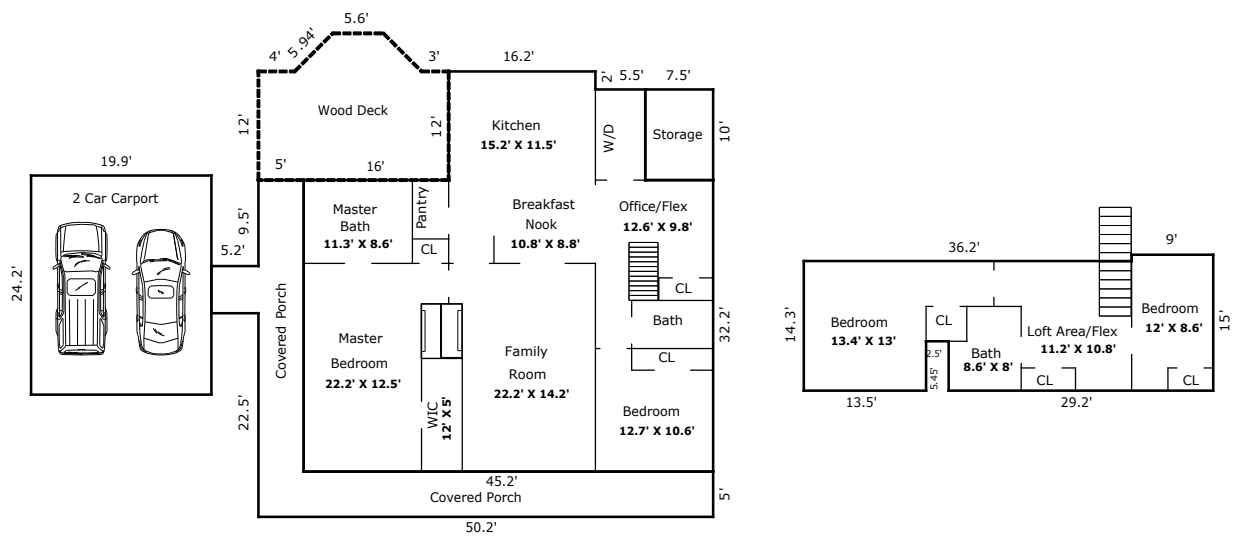 5.6'
4'
5.94'
3'
16.2'
2'
5.5'
7.5'
Wood Deck
12'
12'
Kitchen
15.2' X 11.5'
W/D
Storage
10'
19.9'
5'
16'
2 Car Carport
9.5'
Master
Bath
11.3' X 8.6'
Pantry
CL
Breakfast
Nook
10.8' X 8.8'
Office/Flex
12.6' X 9.8'
5.2'
24.2'
CL
Covered Porch
Bath
32.2'
Master
Bedroom
22.2' X 12.5'
Family
Room
22.2' X 14.2'
CL
22.5'
WIC
12' X 5'
Bedroom
12.7' X 10.6'
45.2'
Covered Porch
5'
50.2'
36.2'
9'
14.3'
Bedroom
13.4' X 13'
CL
Loft Area/Flex
11.2' X 10.8'
Bedroom
12' X 8.6'
15'
2.5'
5.45'
Bath
8.6' X 8'
CL
CL
13.5'
29.2'